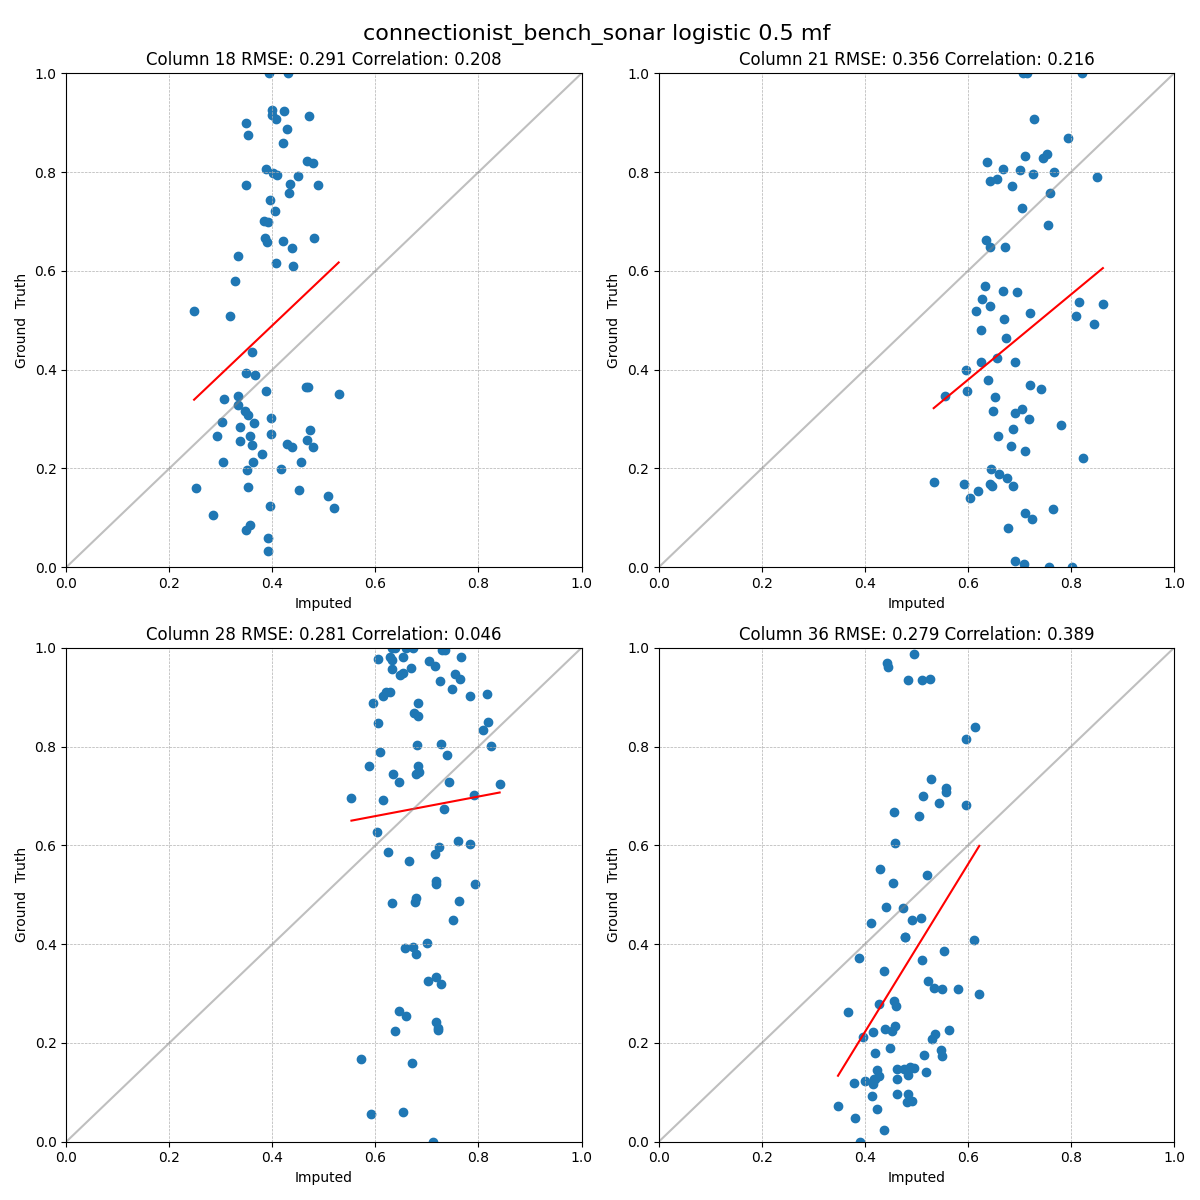 connectionist_bench_sonar logistic 0.5 mf
Column 18 RMSE: 0.291 Correlation: 0.208
1.0
0.8
0.6
0.4
0.2
0.0
Ground Truth
0.0 0.2 0.4 0.6 0.8 1.0
Imputed
Column 21 RMSE: 0.356 Correlation: 0.216
1.0
0.8
0.6
0.4
0.2
0.0
Ground Truth
0.0 0.2 0.4 0.6 0.8 1.0
Imputed
Column 28 RMSE: 0.281 Correlation: 0.046
1.0
0.8
0.6
0.4
0.2
0.0
Ground Truth
0.0 0.2 0.4 0.6 0.8 1.0
Imputed
Column 36 RMSE: 0.279 Correlation: 0.389
1.0
0.8
0.6
0.4
0.2
0.0
Ground Truth
0.0 0.2 0.4 0.6 0.8 1.0
Imputed